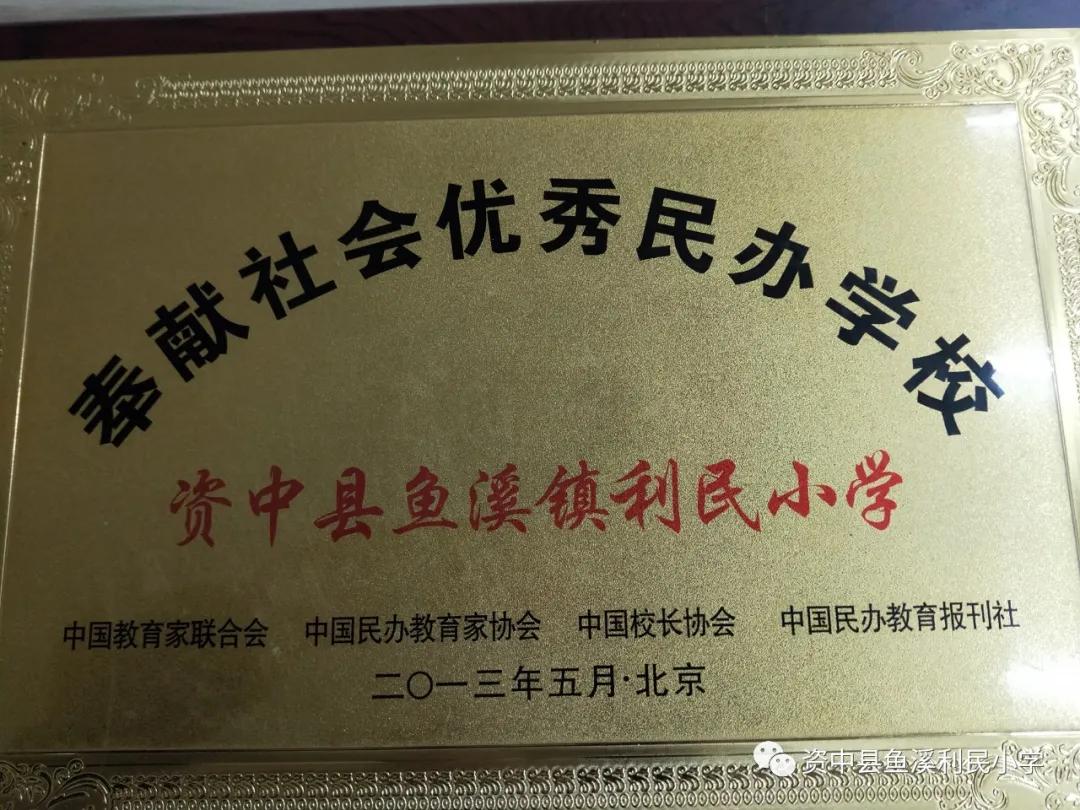 奉献社会优秀民办学校
资中县鱼溪镇利民小学
中国教育家联合会 中国民办教育家协会 中国校长协会 中国民办教育报刊社
二〇一三年五月·北京
资中县鱼溪利民小学